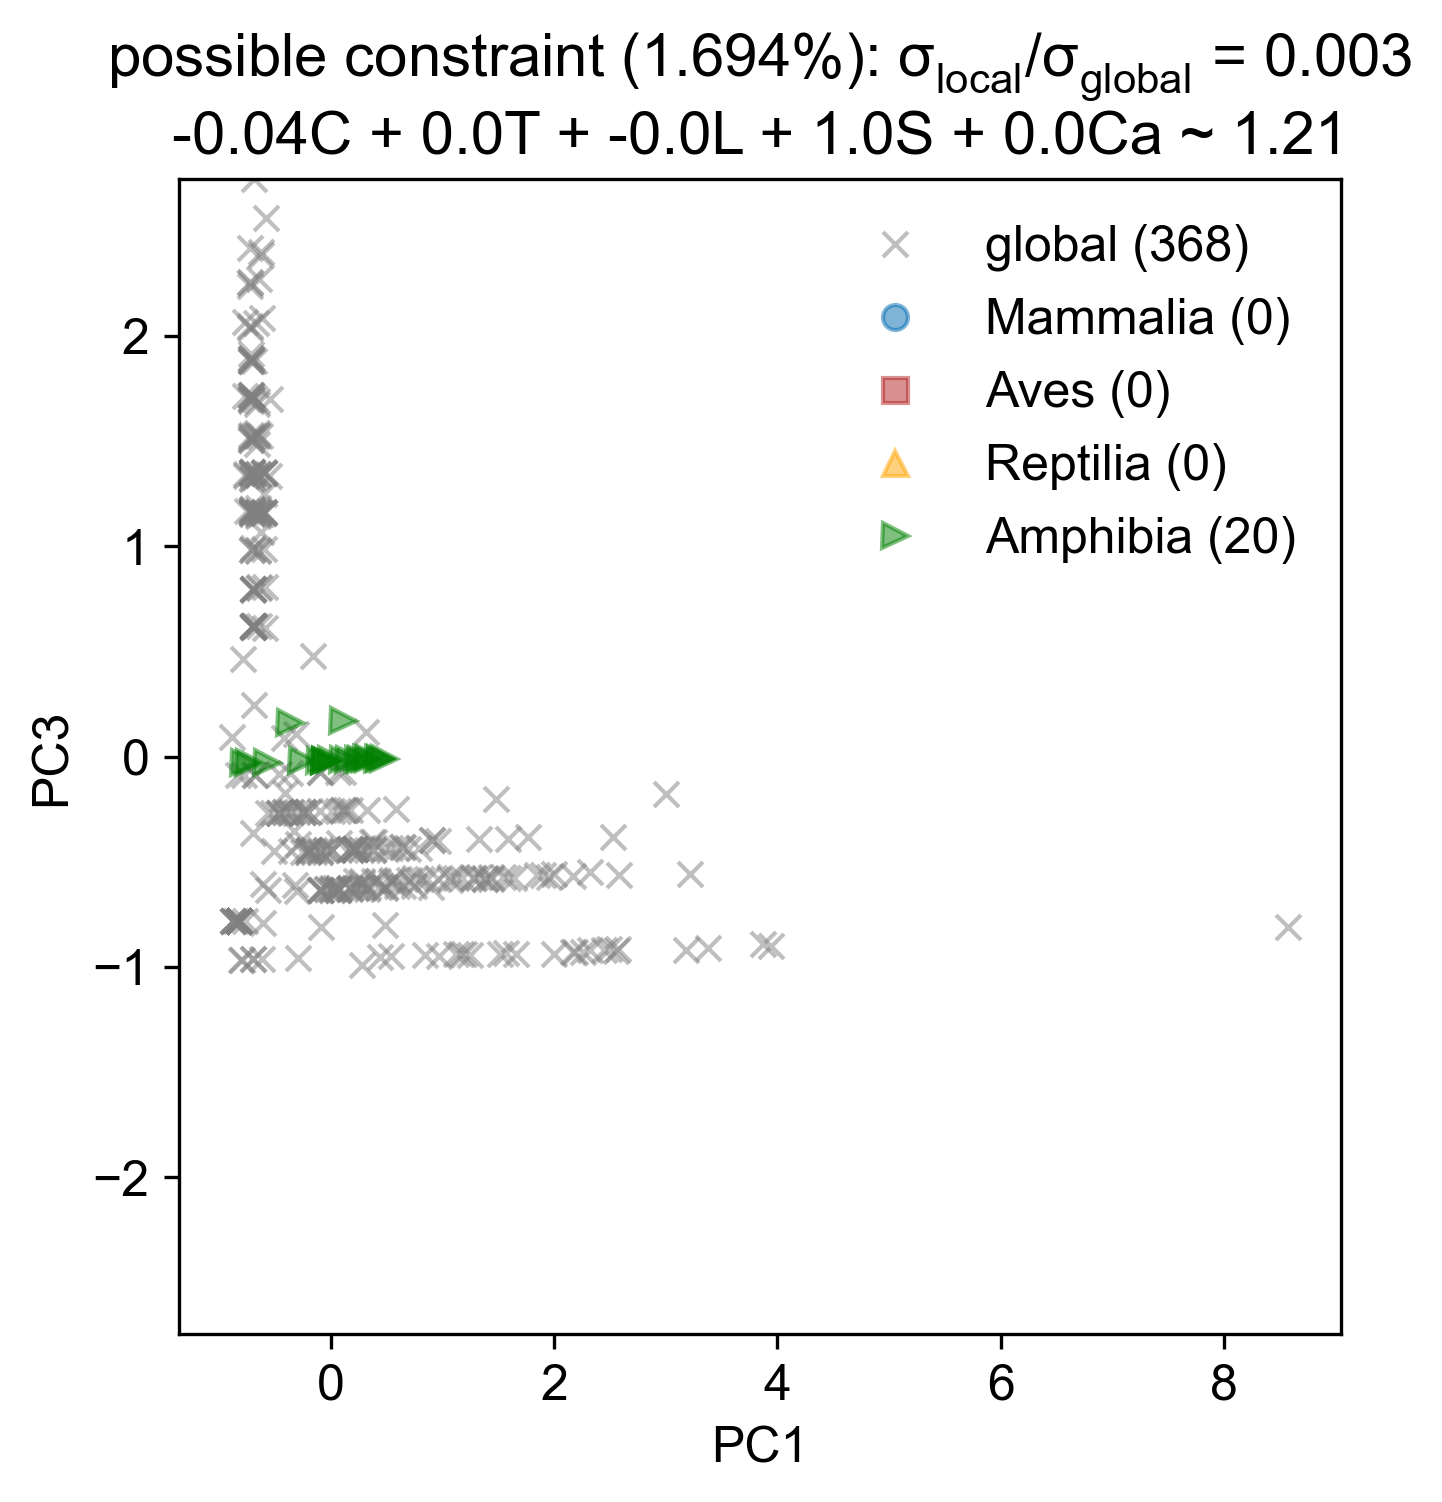 possible constraint (1.694%): σlocal/σglobal = 0.003
-0.04C + 0.0T + -0.0L + 1.0S + 0.0Ca ~ 1.21
global (368)
Mammalia (0)
Aves (0)
Reptilia (0)
Amphibia (20)
2
1
0
−1
−2
PC3
0
2
4
6
8
PC1